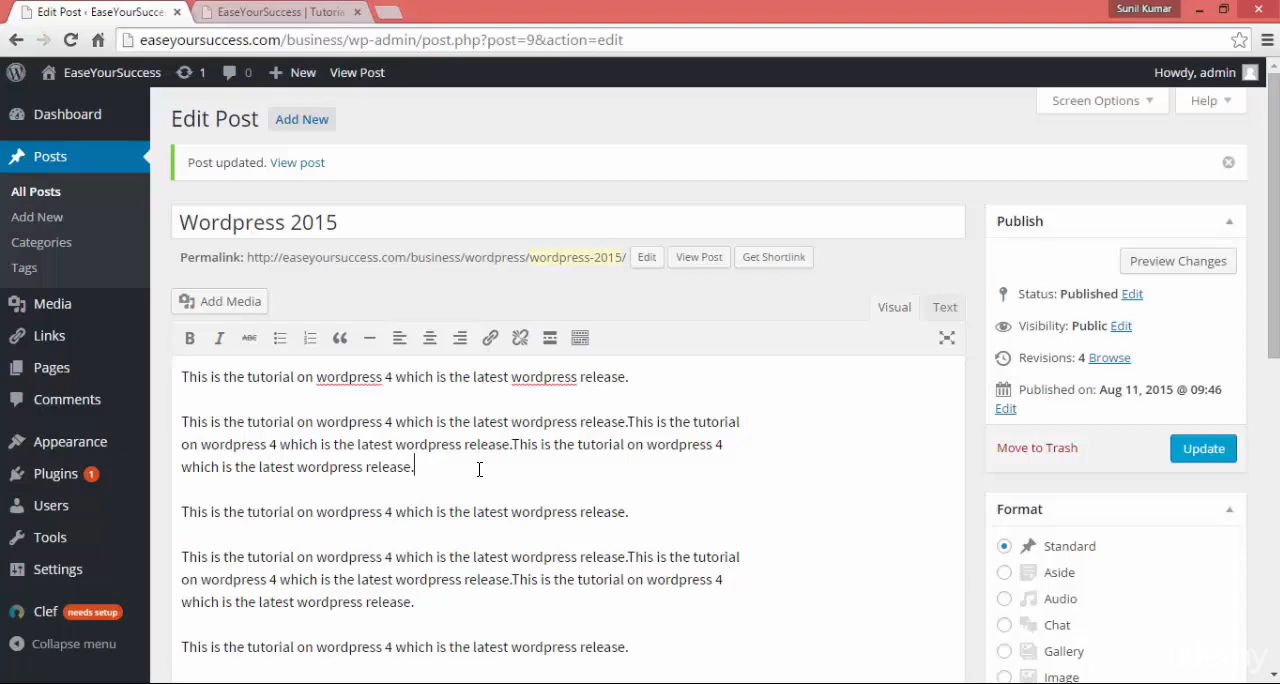 Edit Post ‹ EaseYourSucce
EaseYourSuccess | Tutoria
Sunil Kumar
easeyoursuccess.com/business/wp-admin/post.php?post=9&action=edit
EaseYourSuccess 1 0 New View Post Howdy, admin
Dashboard
Posts
All Posts
Add New
Categories
Tags
Media
Links
Pages
Comments
Appearance
Plugins 1
Users
Tools
Settings
Clef needs setup
Collapse menu
Screen Options Help
Edit Post Add New
Post updated. View post
Wordpress 2015
Permalink: http://easeyoursuccess.com/business/wordpress/wordpress-2015/ Edit View Post Get Shortlink
Add Media
Visual Text
B I ABC
This is the tutorial on wordpress 4 which is the latest wordpress release.
This is the tutorial on wordpress 4 which is the latest wordpress release.This is the tutorial
on wordpress 4 which is the latest wordpress release.This is the tutorial on wordpress 4
which is the latest wordpress release.
This is the tutorial on wordpress 4 which is the latest wordpress release.
This is the tutorial on wordpress 4 which is the latest wordpress release.This is the tutorial
on wordpress 4 which is the latest wordpress release.This is the tutorial on wordpress 4
which is the latest wordpress release.
This is the tutorial on wordpress 4 which is the latest wordpress release.
Publish
Preview Changes
Status: Published Edit
Visibility: Public Edit
Revisions: 4 Browse
Published on: Aug 11, 2015 @ 09:46
Edit
Move to Trash Update
Format
Standard
Aside
Audio
Chat
Gallery
Image